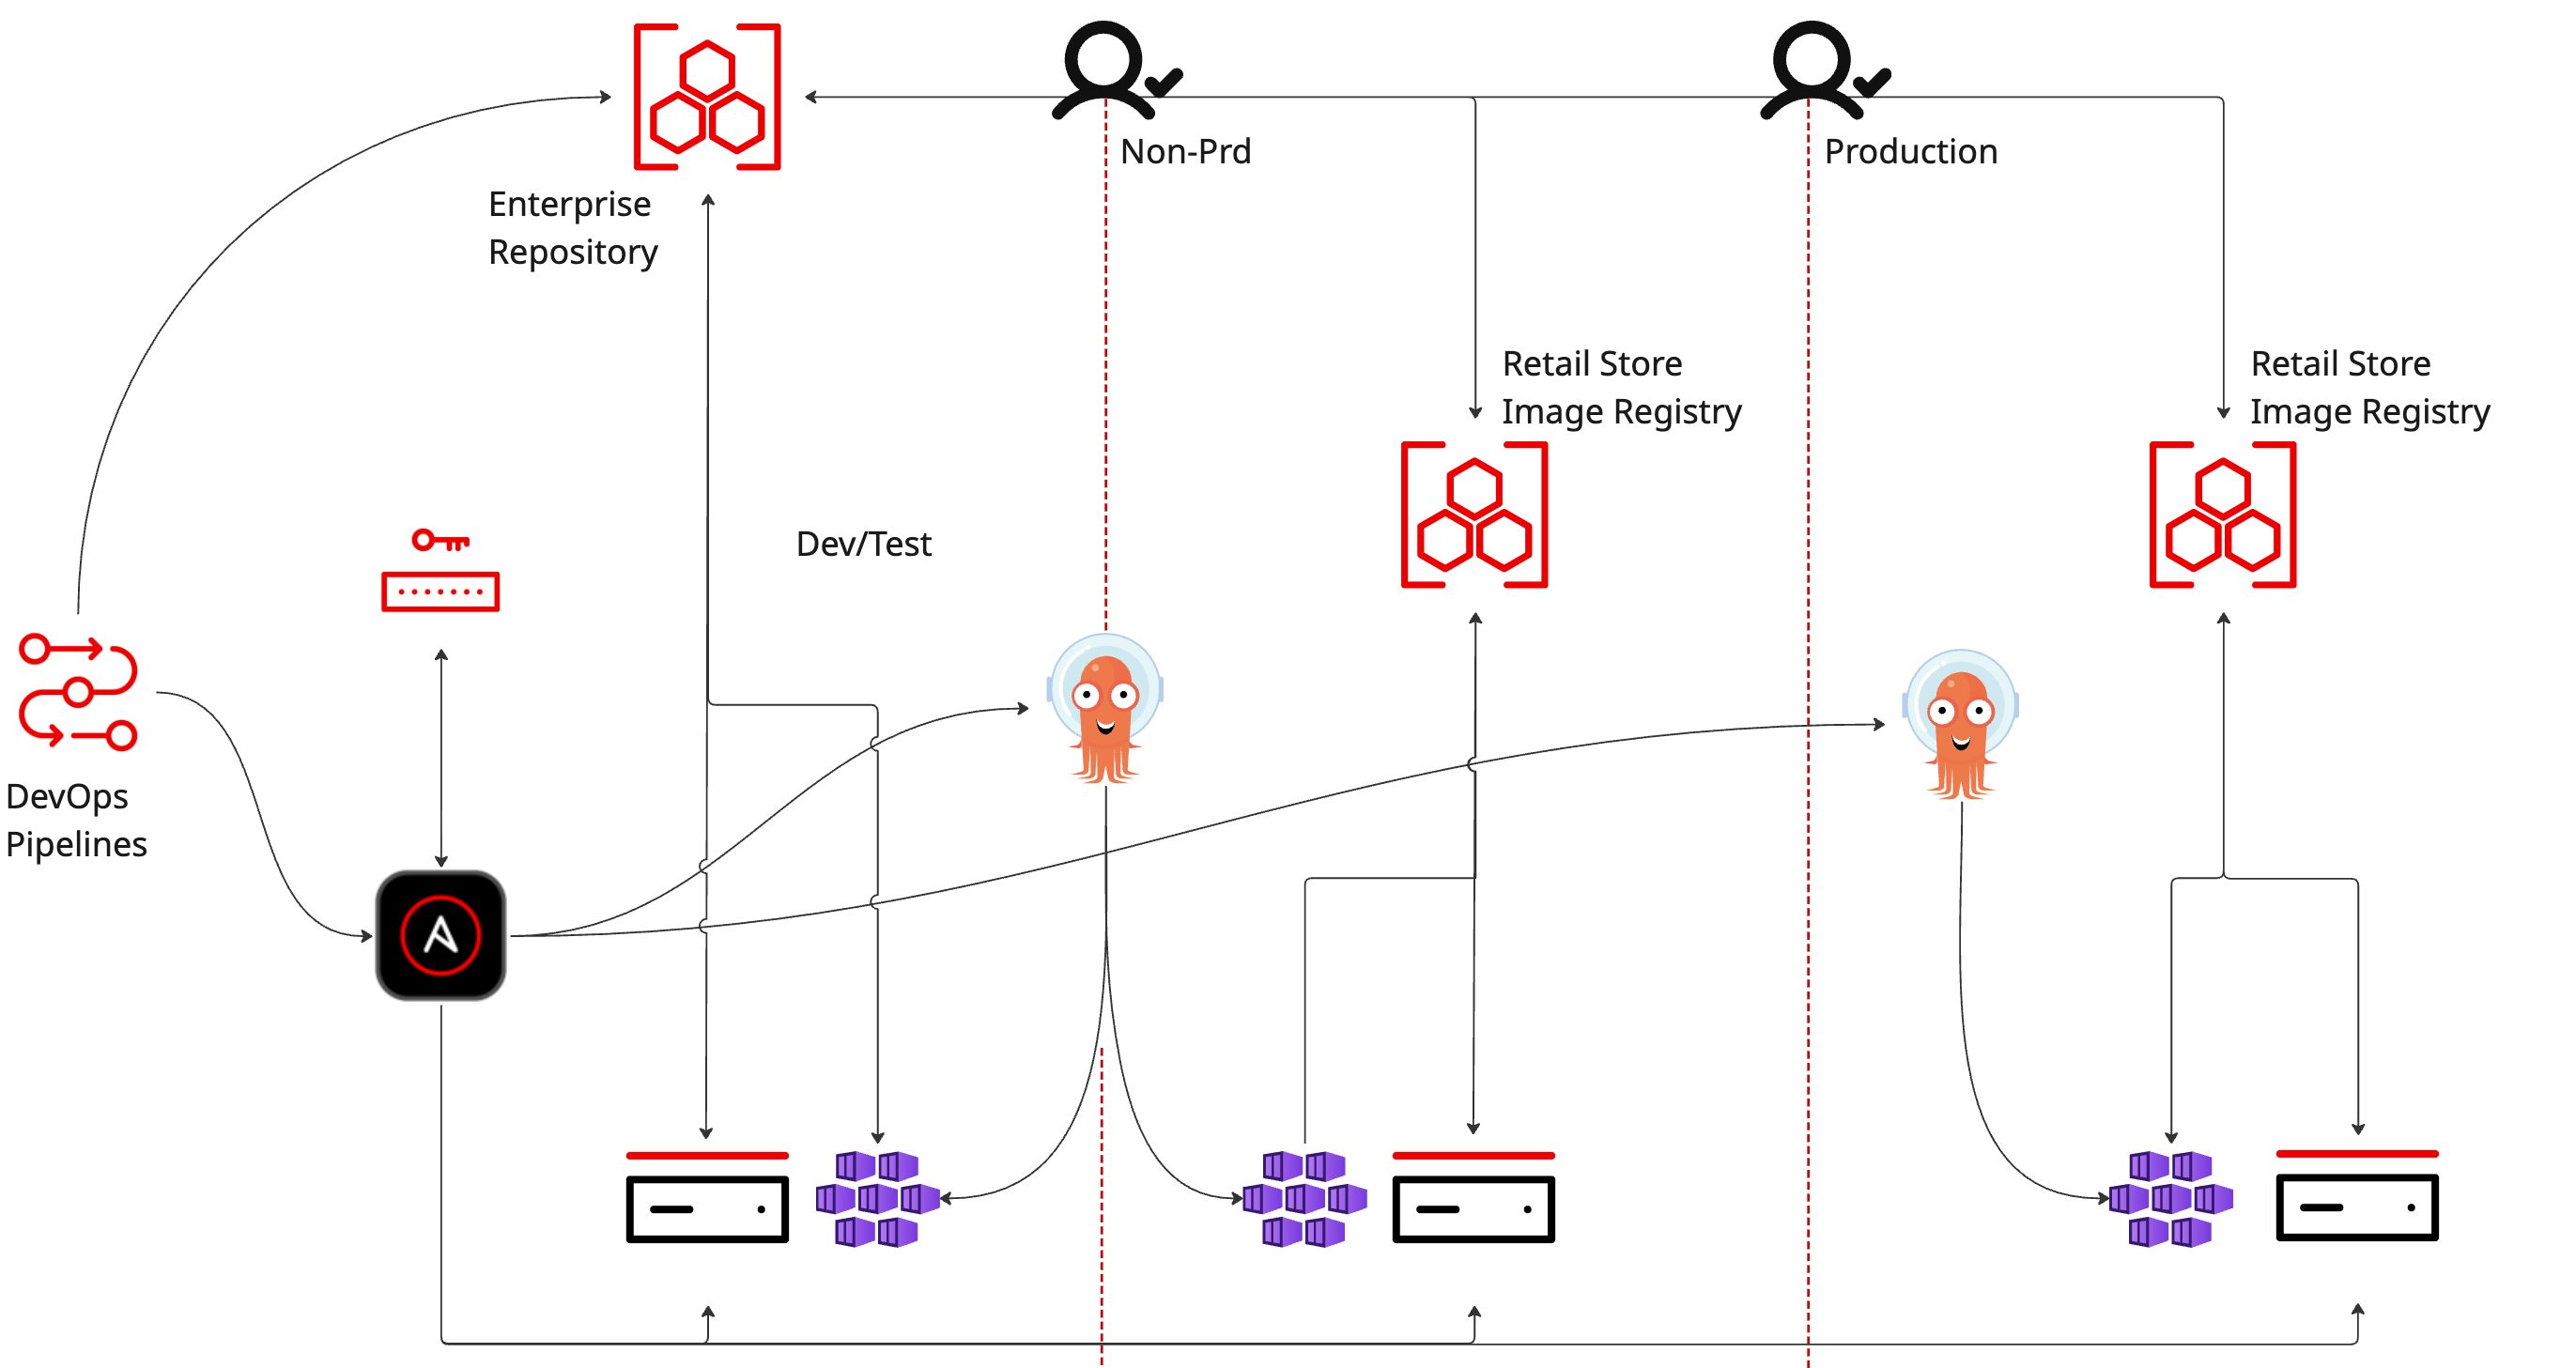 Non-Prd
Production
Enterprise
Repository
Retail Store
Image Registry
Retail Store
Image Registry
Dev/Test
DevOps
Pipelines